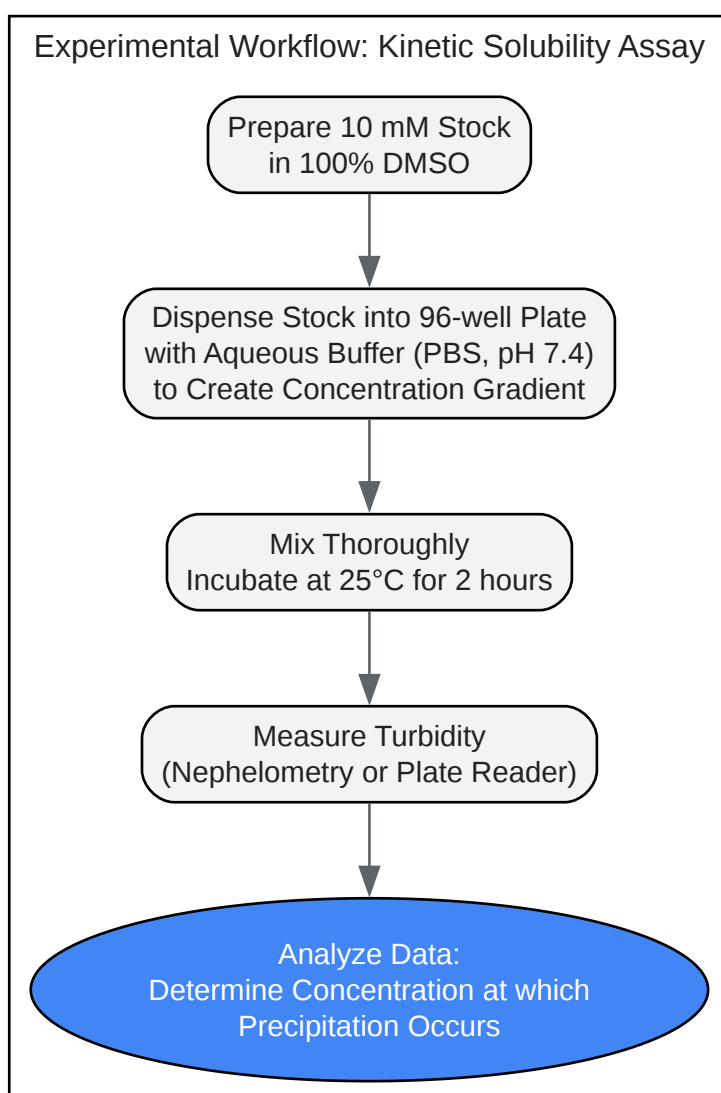 Experimental Workflow: Kinetic Solubility Assay
Prepare 10 mM Stock
in 100% DMSO
Dispense Stock into 96-well Plate
with Aqueous Buffer (PBS, pH 7.4)
to Create Concentration Gradient
Mix Thoroughly
Incubate at 25°C for 2 hours
Measure Turbidity
(Nephelometry or Plate Reader)
Analyze Data:
Determine Concentration at which
Precipitation Occurs